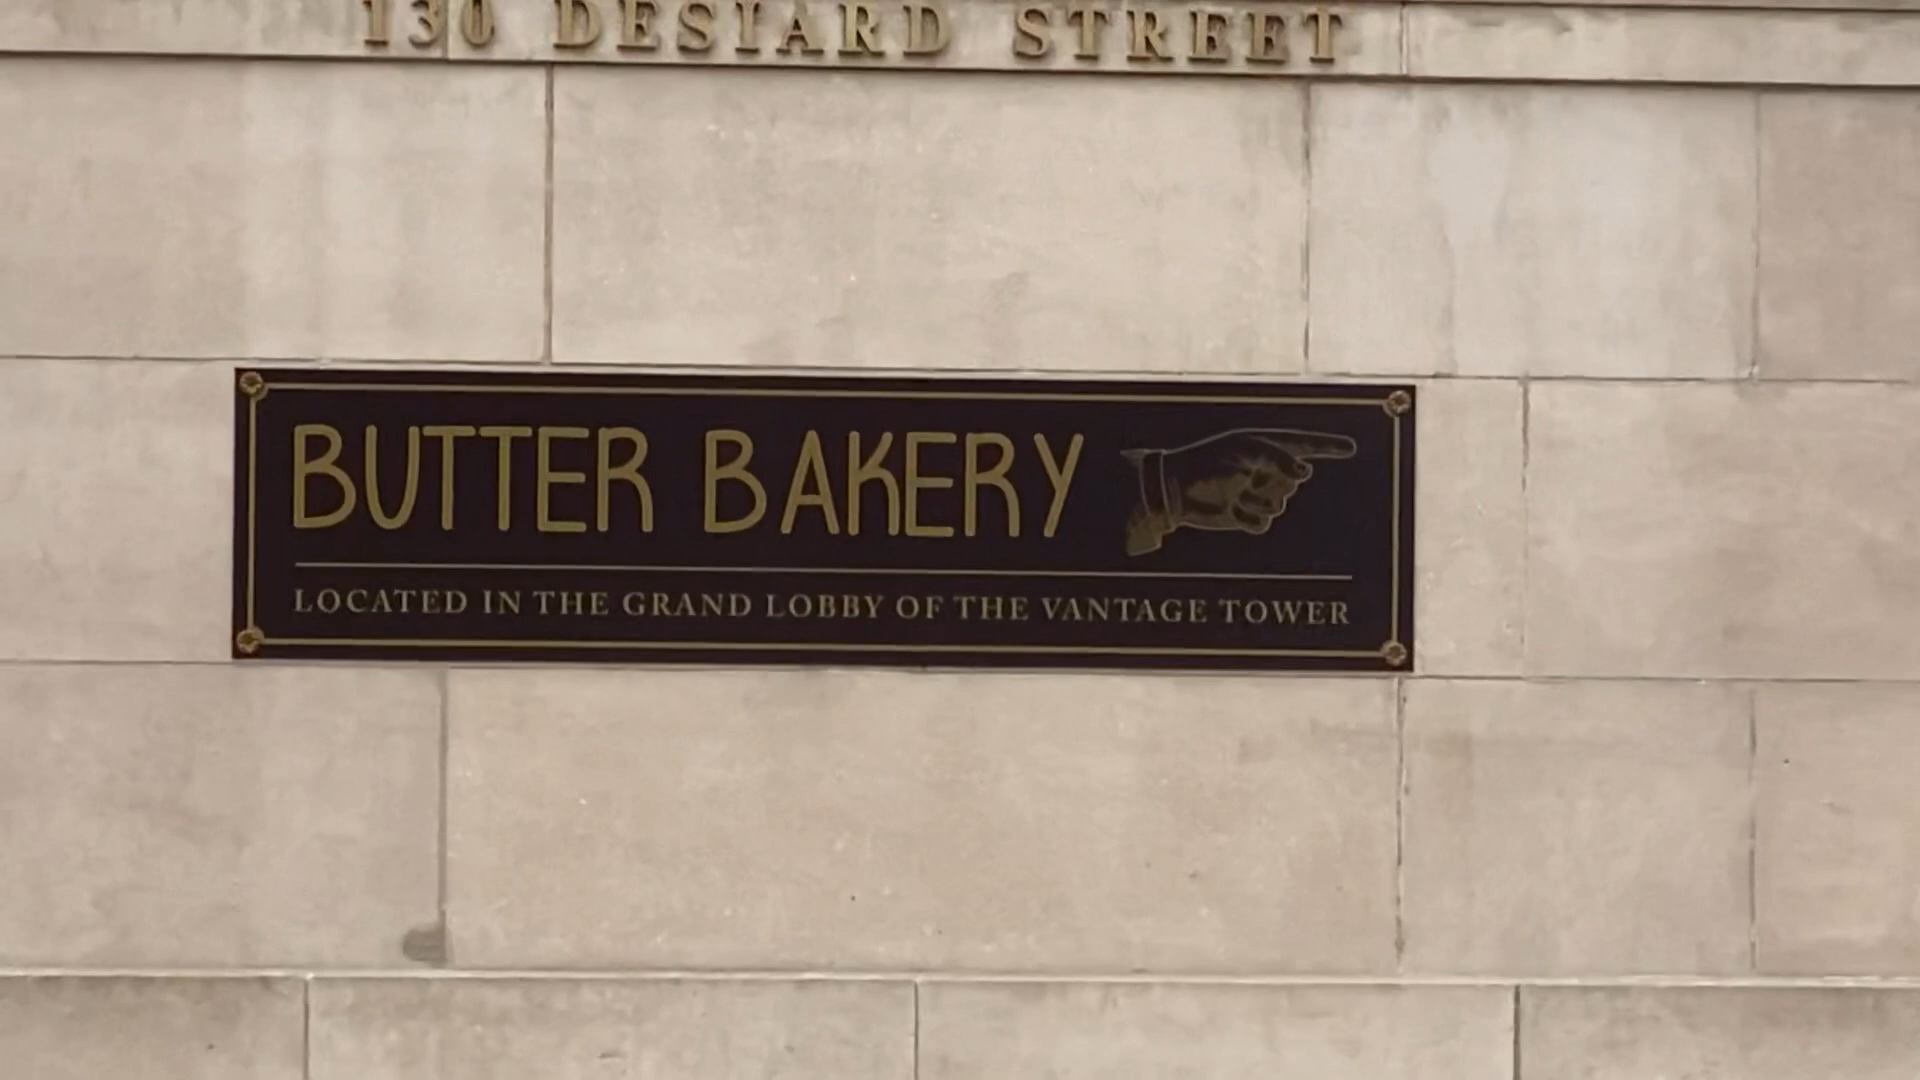 130 DESIARD STREET
BUTTER BAKERY
LOCATED IN THE GRAND LOBBY OF THE VANTAGE TOWER